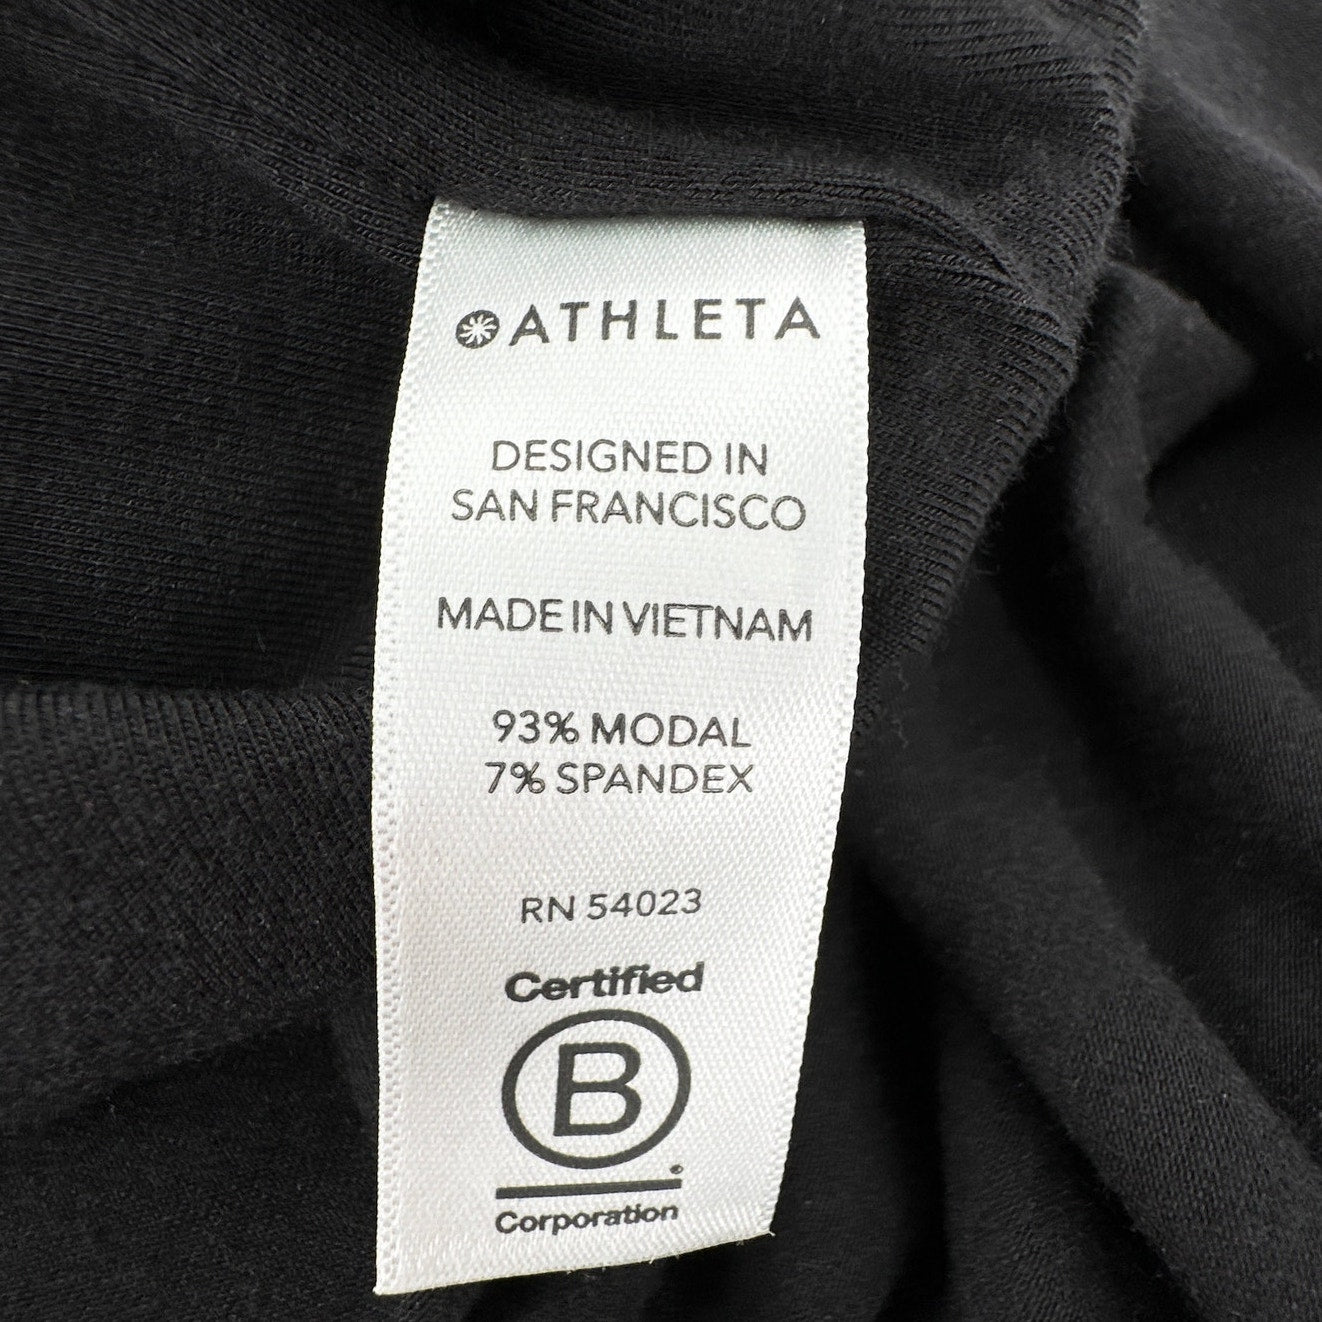 ATHLETA
DESIGNED IN
SAN FRANCISCO
MADE IN VIETNAM
93% MODAL
7% SPANDEX
RN 54023
Certified
B
Corporation